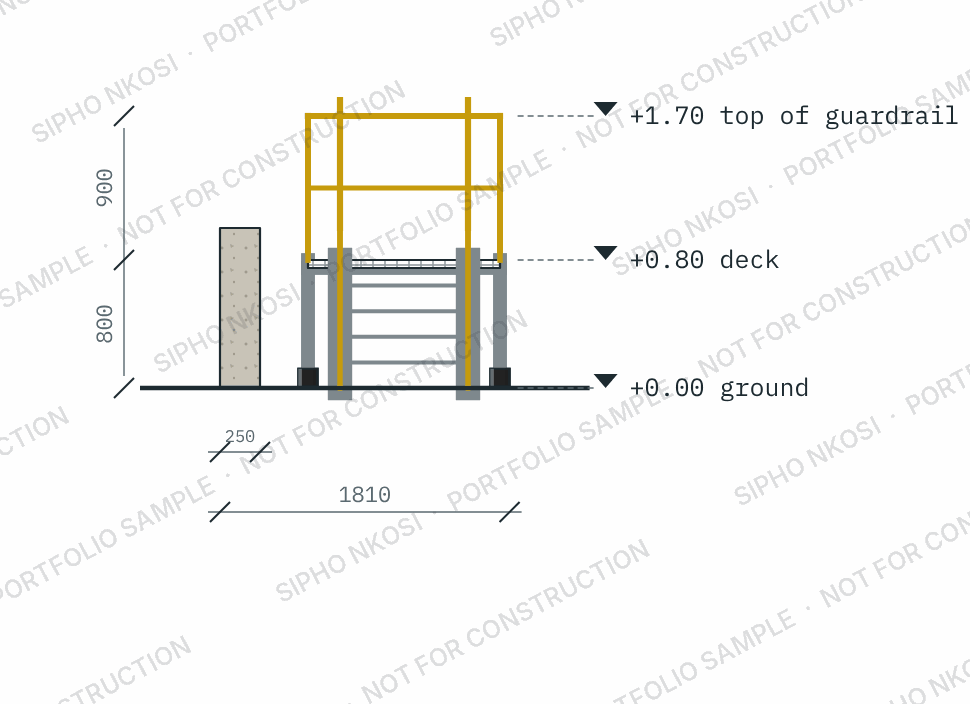 +1.70 top of guardrail
900
+0.80 deck
800
+0.00 ground
250
1810
SIPHO NKOSI · PORTFOLIO SAMPLE · NOT FOR CONSTRUCTION